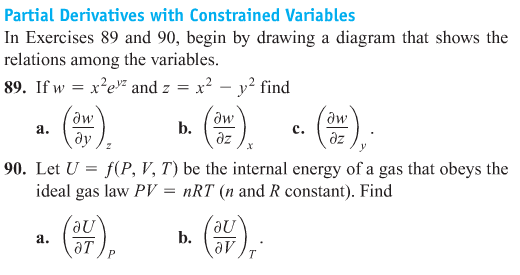 Partial Derivatives with Constrained Variables
In Exercises 89 and 90, begin by drawing a diagram that shows the
relations among the variables.
89. If w = x²e^{yz} and z = x² − y² find
a. (∂w/∂y)_z b. (∂w/∂z)_x c. (∂w/∂z)_y.
90. Let U = f(P, V, T) be the internal energy of a gas that obeys the
ideal gas law PV = nRT (n and R constant). Find
a. (∂U/∂T)_P b. (∂U/∂V)_T.